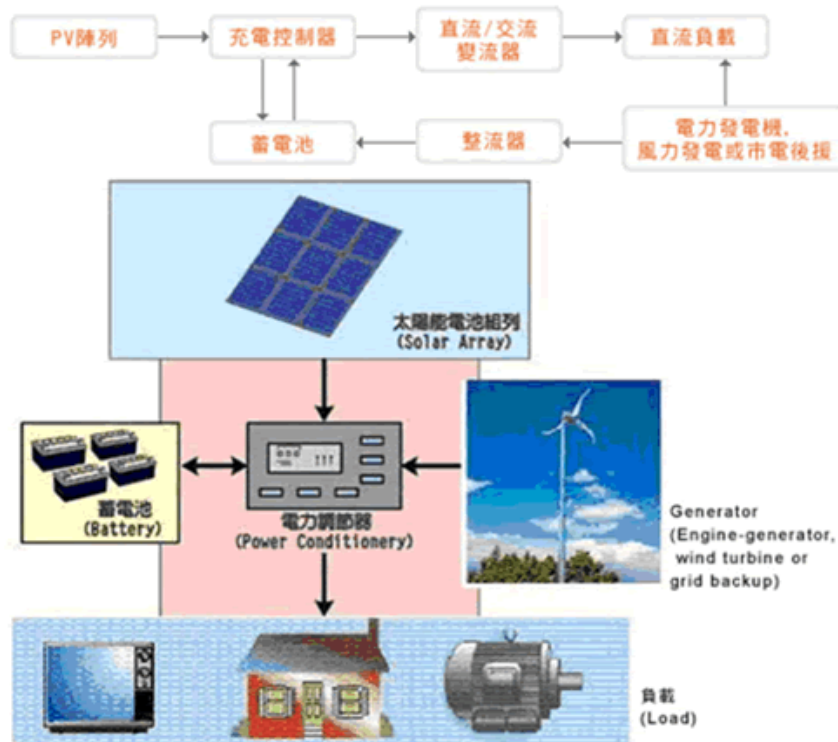 PV陣列
充電控制器
直流/交流
變流器
直流負載
蓄電池
整流器
電力發電機,
風力發電或市電後援
太陽能電池組列
(Solar Array)
蓄電池
(Battery)
電力調節器
(Power Conditionery)
Generator
(Engine-generator,
wind turbine or
grid backup)
負載
(Load)